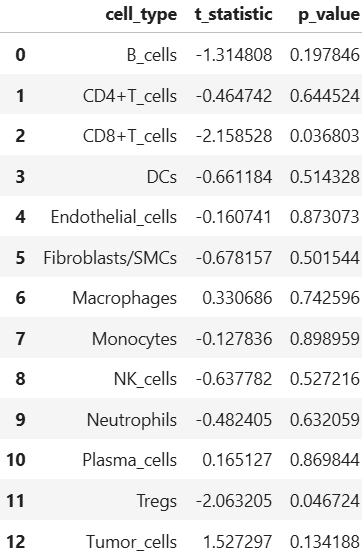 cell_type t_statistic p_value
0 B_cells -1.314808 0.197846
1 CD4+T_cells -0.464742 0.644524
2 CD8+T_cells -2.158528 0.036803
3 DCs -0.661184 0.514328
4 Endothelial_cells -0.160741 0.873073
5 Fibroblasts/SMCs -0.678157 0.501544
6 Macrophages 0.330686 0.742596
7 Monocytes -0.127836 0.898959
8 NK_cells -0.637782 0.527216
9 Neutrophils -0.482405 0.632059
10 Plasma_cells 0.165127 0.869844
11 Tregs -2.063205 0.046724
12 Tumor_cells 1.527297 0.134188